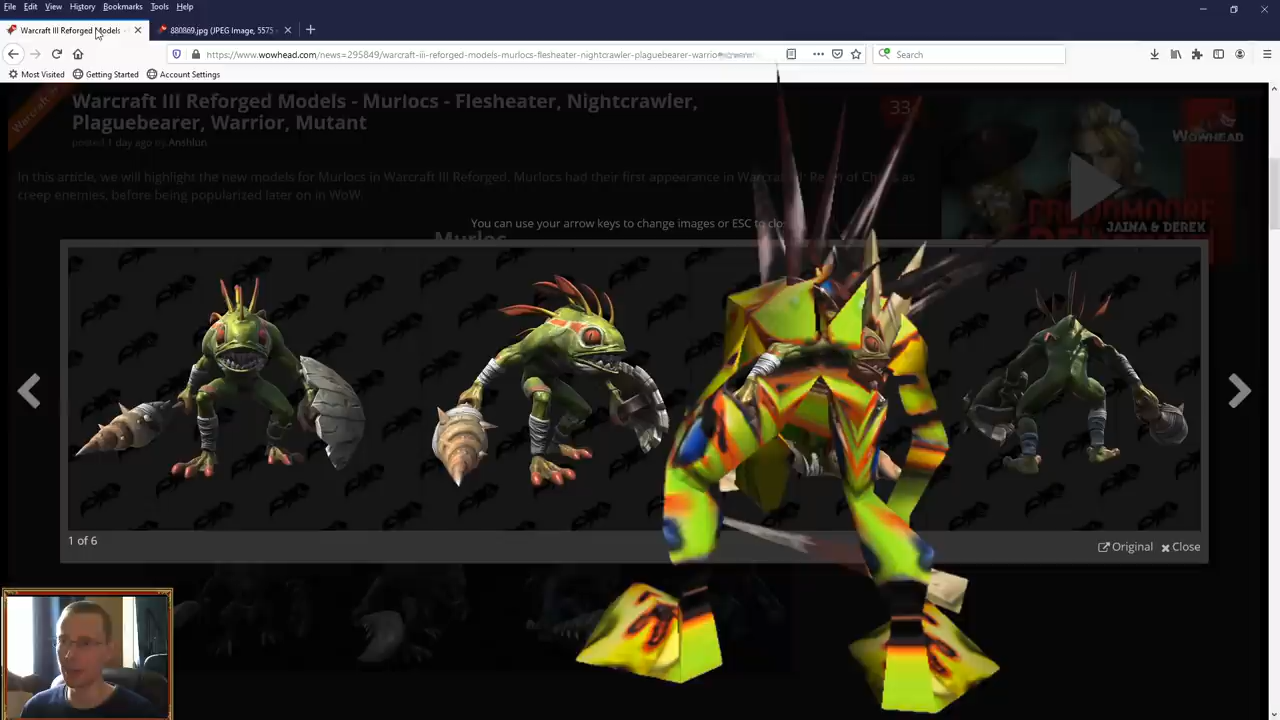 File Edit View History Bookmarks Tools Help
Warcraft III Reforged Models -
880869.jpg (JPEG Image, 5575
https://www.wowhead.com/news=295849/warcraft-iii-reforged-models-murlocs-flesheater-nightcrawler-plaguebearer-warrio
Search
Most Visited Getting Started Account Settings
Warcraft III Reforged Models - Murlocs - Flesheater, Nightcrawler,
Plaguebearer, Warrior, Mutant
33
posted 1 day ago by Anshlun
WOWHEAD
In this article, we will highlight the new models for Murlocs in Warcraft III Reforged. Murlocs had their first appearance in Warcraft III: Reign of Chaos as
creep enemies, before being popularized later on in WoW.
JAINA & DEREK
You can use your arrow keys to change images or ESC to clo
Murlocs
1 of 6
Original Close